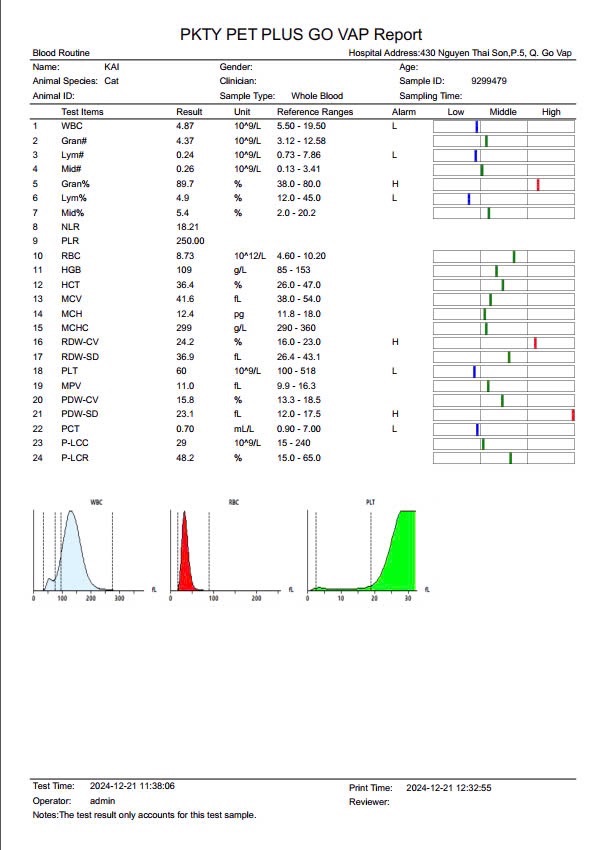 PKTY PET PLUS GO VAP Report
Blood Routine Hospital Address:430 Nguyen Thai Son,P.5, Q. Go Vap
Name: KAI Gender: Age:
Animal Species: Cat Clinician: Sample ID: 9299479
Animal ID: Sample Type: Whole Blood Sampling Time:
Test Items Result Unit Reference Ranges Alarm Low Middle High
1 WBC 4.87 10^9/L 5.50 - 19.50 L
2 Gran# 4.37 10^9/L 3.12 - 12.58
3 Lym# 0.24 10^9/L 0.73 - 7.86 L
4 Mid# 0.26 10^9/L 0.13 - 3.41
5 Gran% 89.7 % 38.0 - 80.0 H
6 Lym% 4.9 % 12.0 - 45.0 L
7 Mid% 5.4 % 2.0 - 20.2
8 NLR 18.21
9 PLR 250.00
10 RBC 8.73 10^12/L 4.60 - 10.20
11 HGB 109 g/L 85 - 153
12 HCT 36.4 % 26.0 - 47.0
13 MCV 41.6 fL 38.0 - 54.0
14 MCH 12.4 pg 11.8 - 18.0
15 MCHC 299 g/L 290 - 360
16 RDW-CV 24.2 % 16.0 - 23.0 H
17 RDW-SD 36.9 fL 26.4 - 43.1
18 PLT 60 10^9/L 100 - 518 L
19 MPV 11.0 fL 9.9 - 16.3
20 PDW-CV 15.8 % 13.3 - 18.5
21 PDW-SD 23.1 fL 12.0 - 17.5 H
22 PCT 0.70 mL/L 0.90 - 7.00 L
23 P-LCC 29 10^9/L 15 - 240
24 P-LCR 48.2 % 15.0 - 65.0
WBC RBC PLT
fL fL fL
0 100 200 300 0 100 200 0 10 20 30
Test Time: 2024-12-21 11:38:06 Print Time: 2024-12-21 12:32:55
Operator: admin Reviewer:
Notes:The test result only accounts for this test sample.